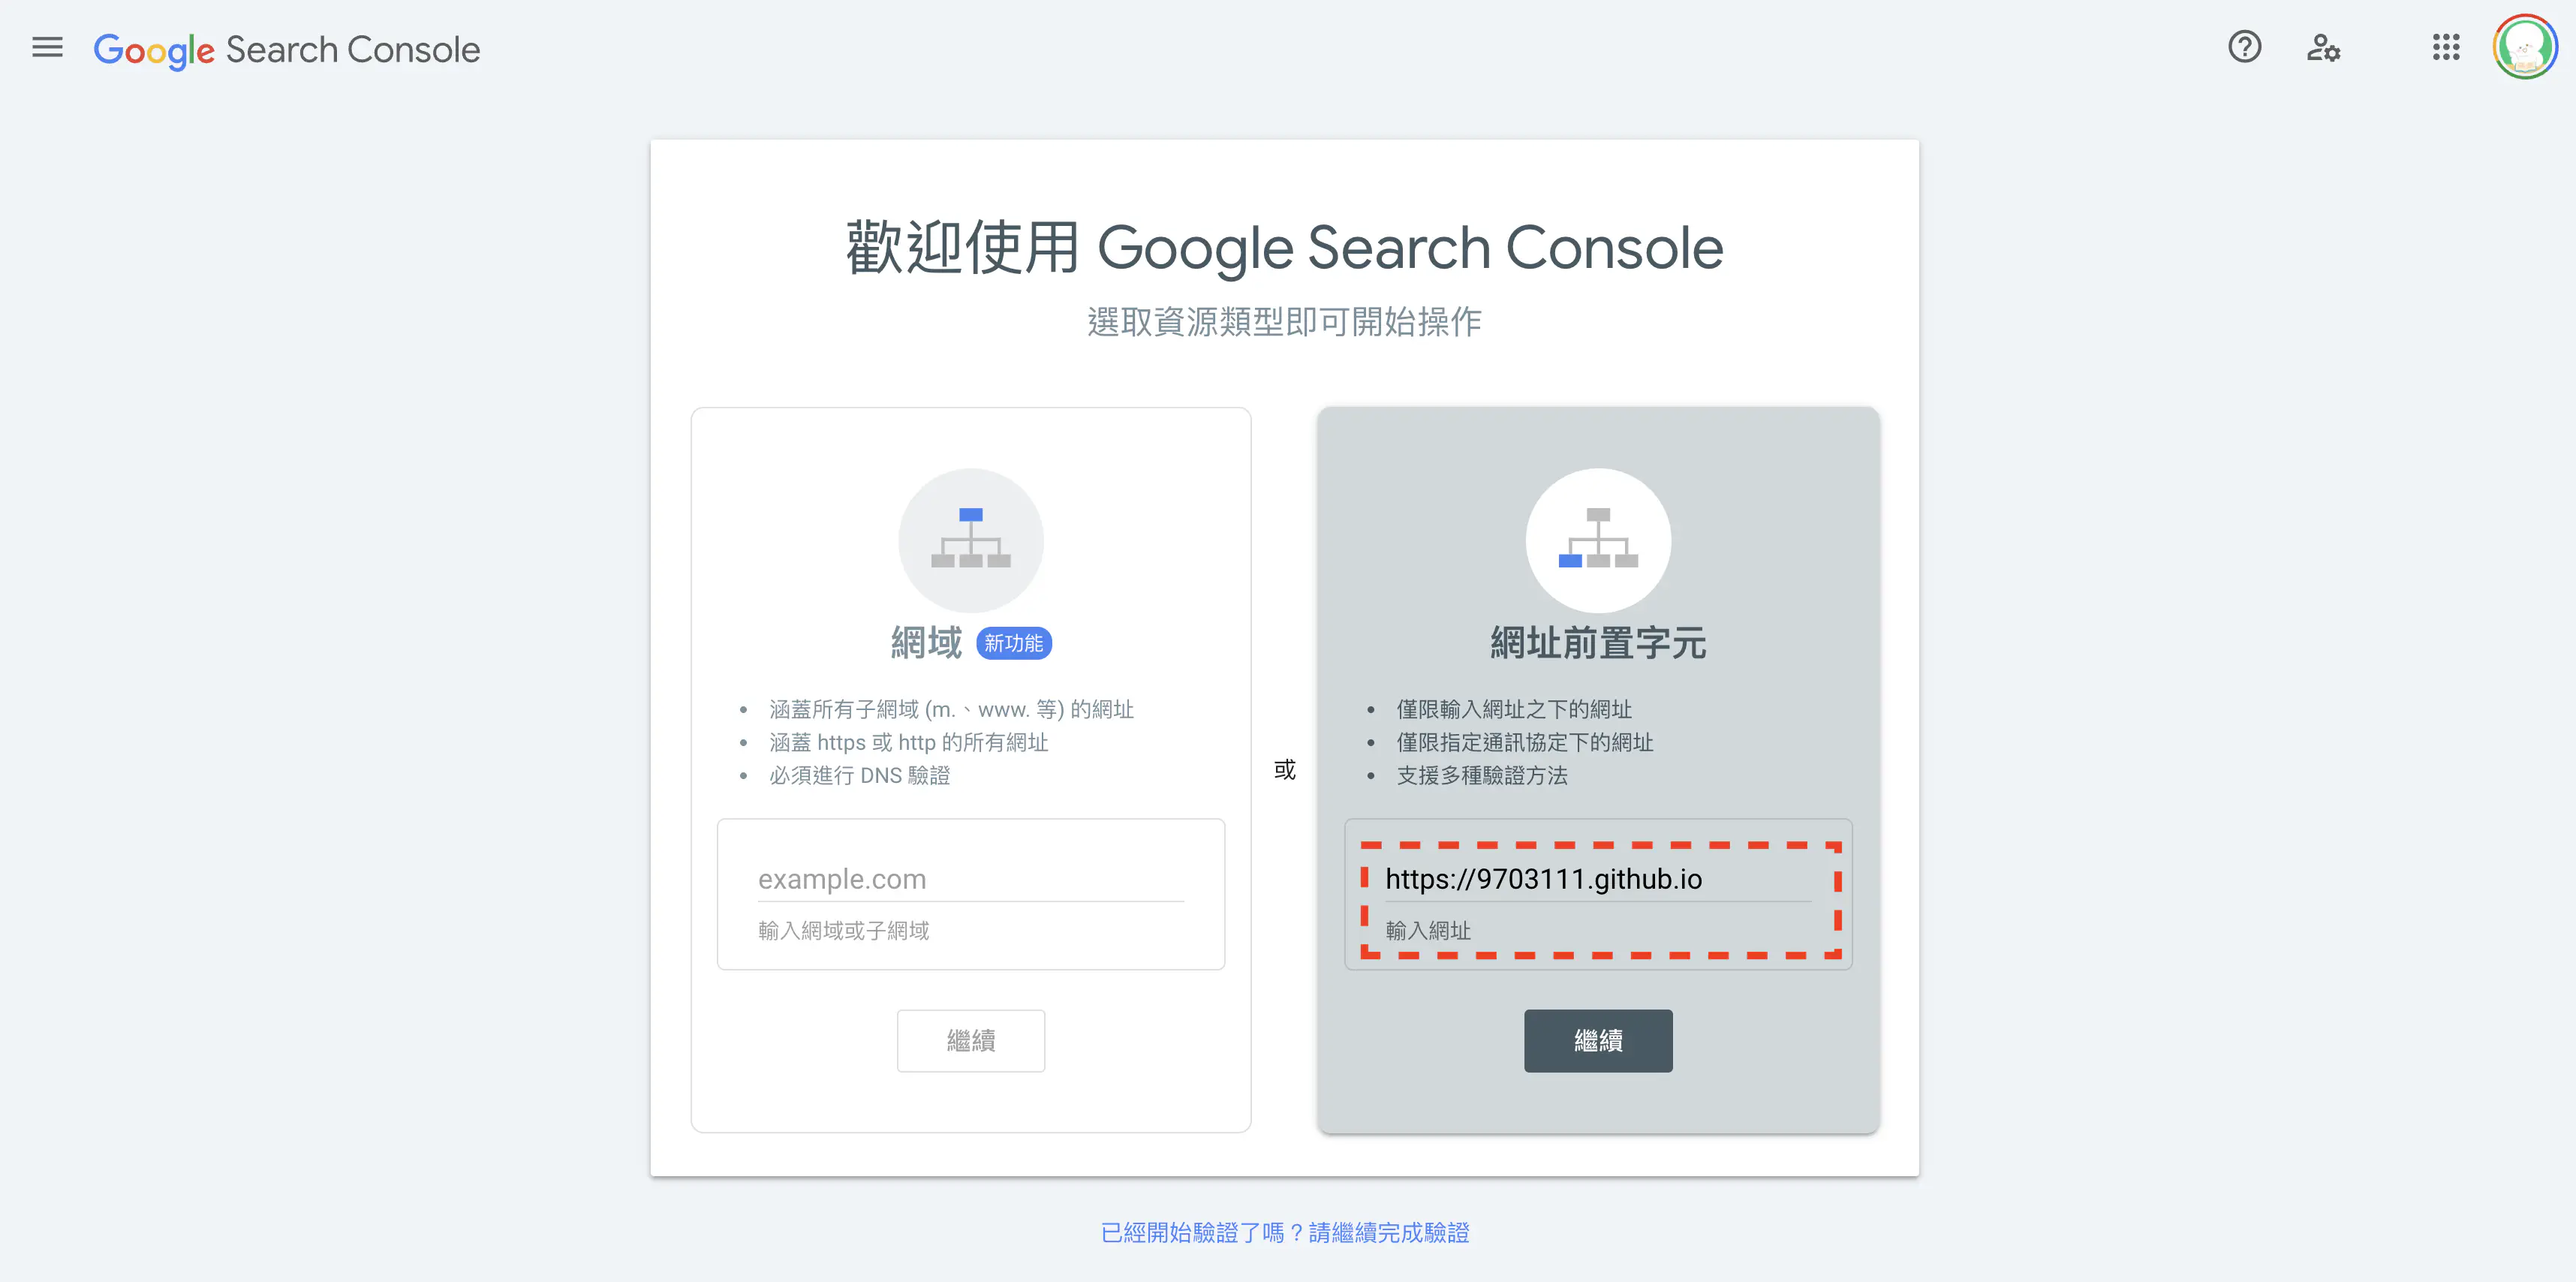 Google Search Console
歡迎使用 Google Search Console
選取資源類型即可開始操作
網域 新功能
涵蓋所有子網域 (m.、www. 等) 的網址
涵蓋 https 或 http 的所有網址
必須進行 DNS 驗證
example.com
輸入網域或子網域
繼續
或
網址前置字元
僅限輸入網址之下的網址
僅限指定通訊協定下的網址
支援多種驗證方法
https://9703111.github.io
輸入網址
繼續
已經開始驗證了嗎？請繼續完成驗證